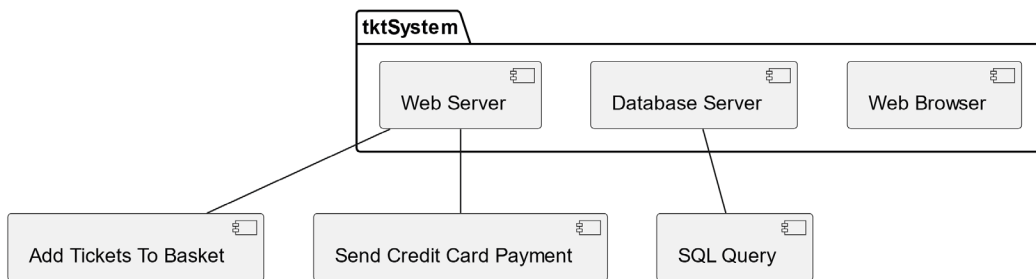 tktSystem
Web Server
Database Server
Web Browser
Add Tickets To Basket
Send Credit Card Payment
SQL Query